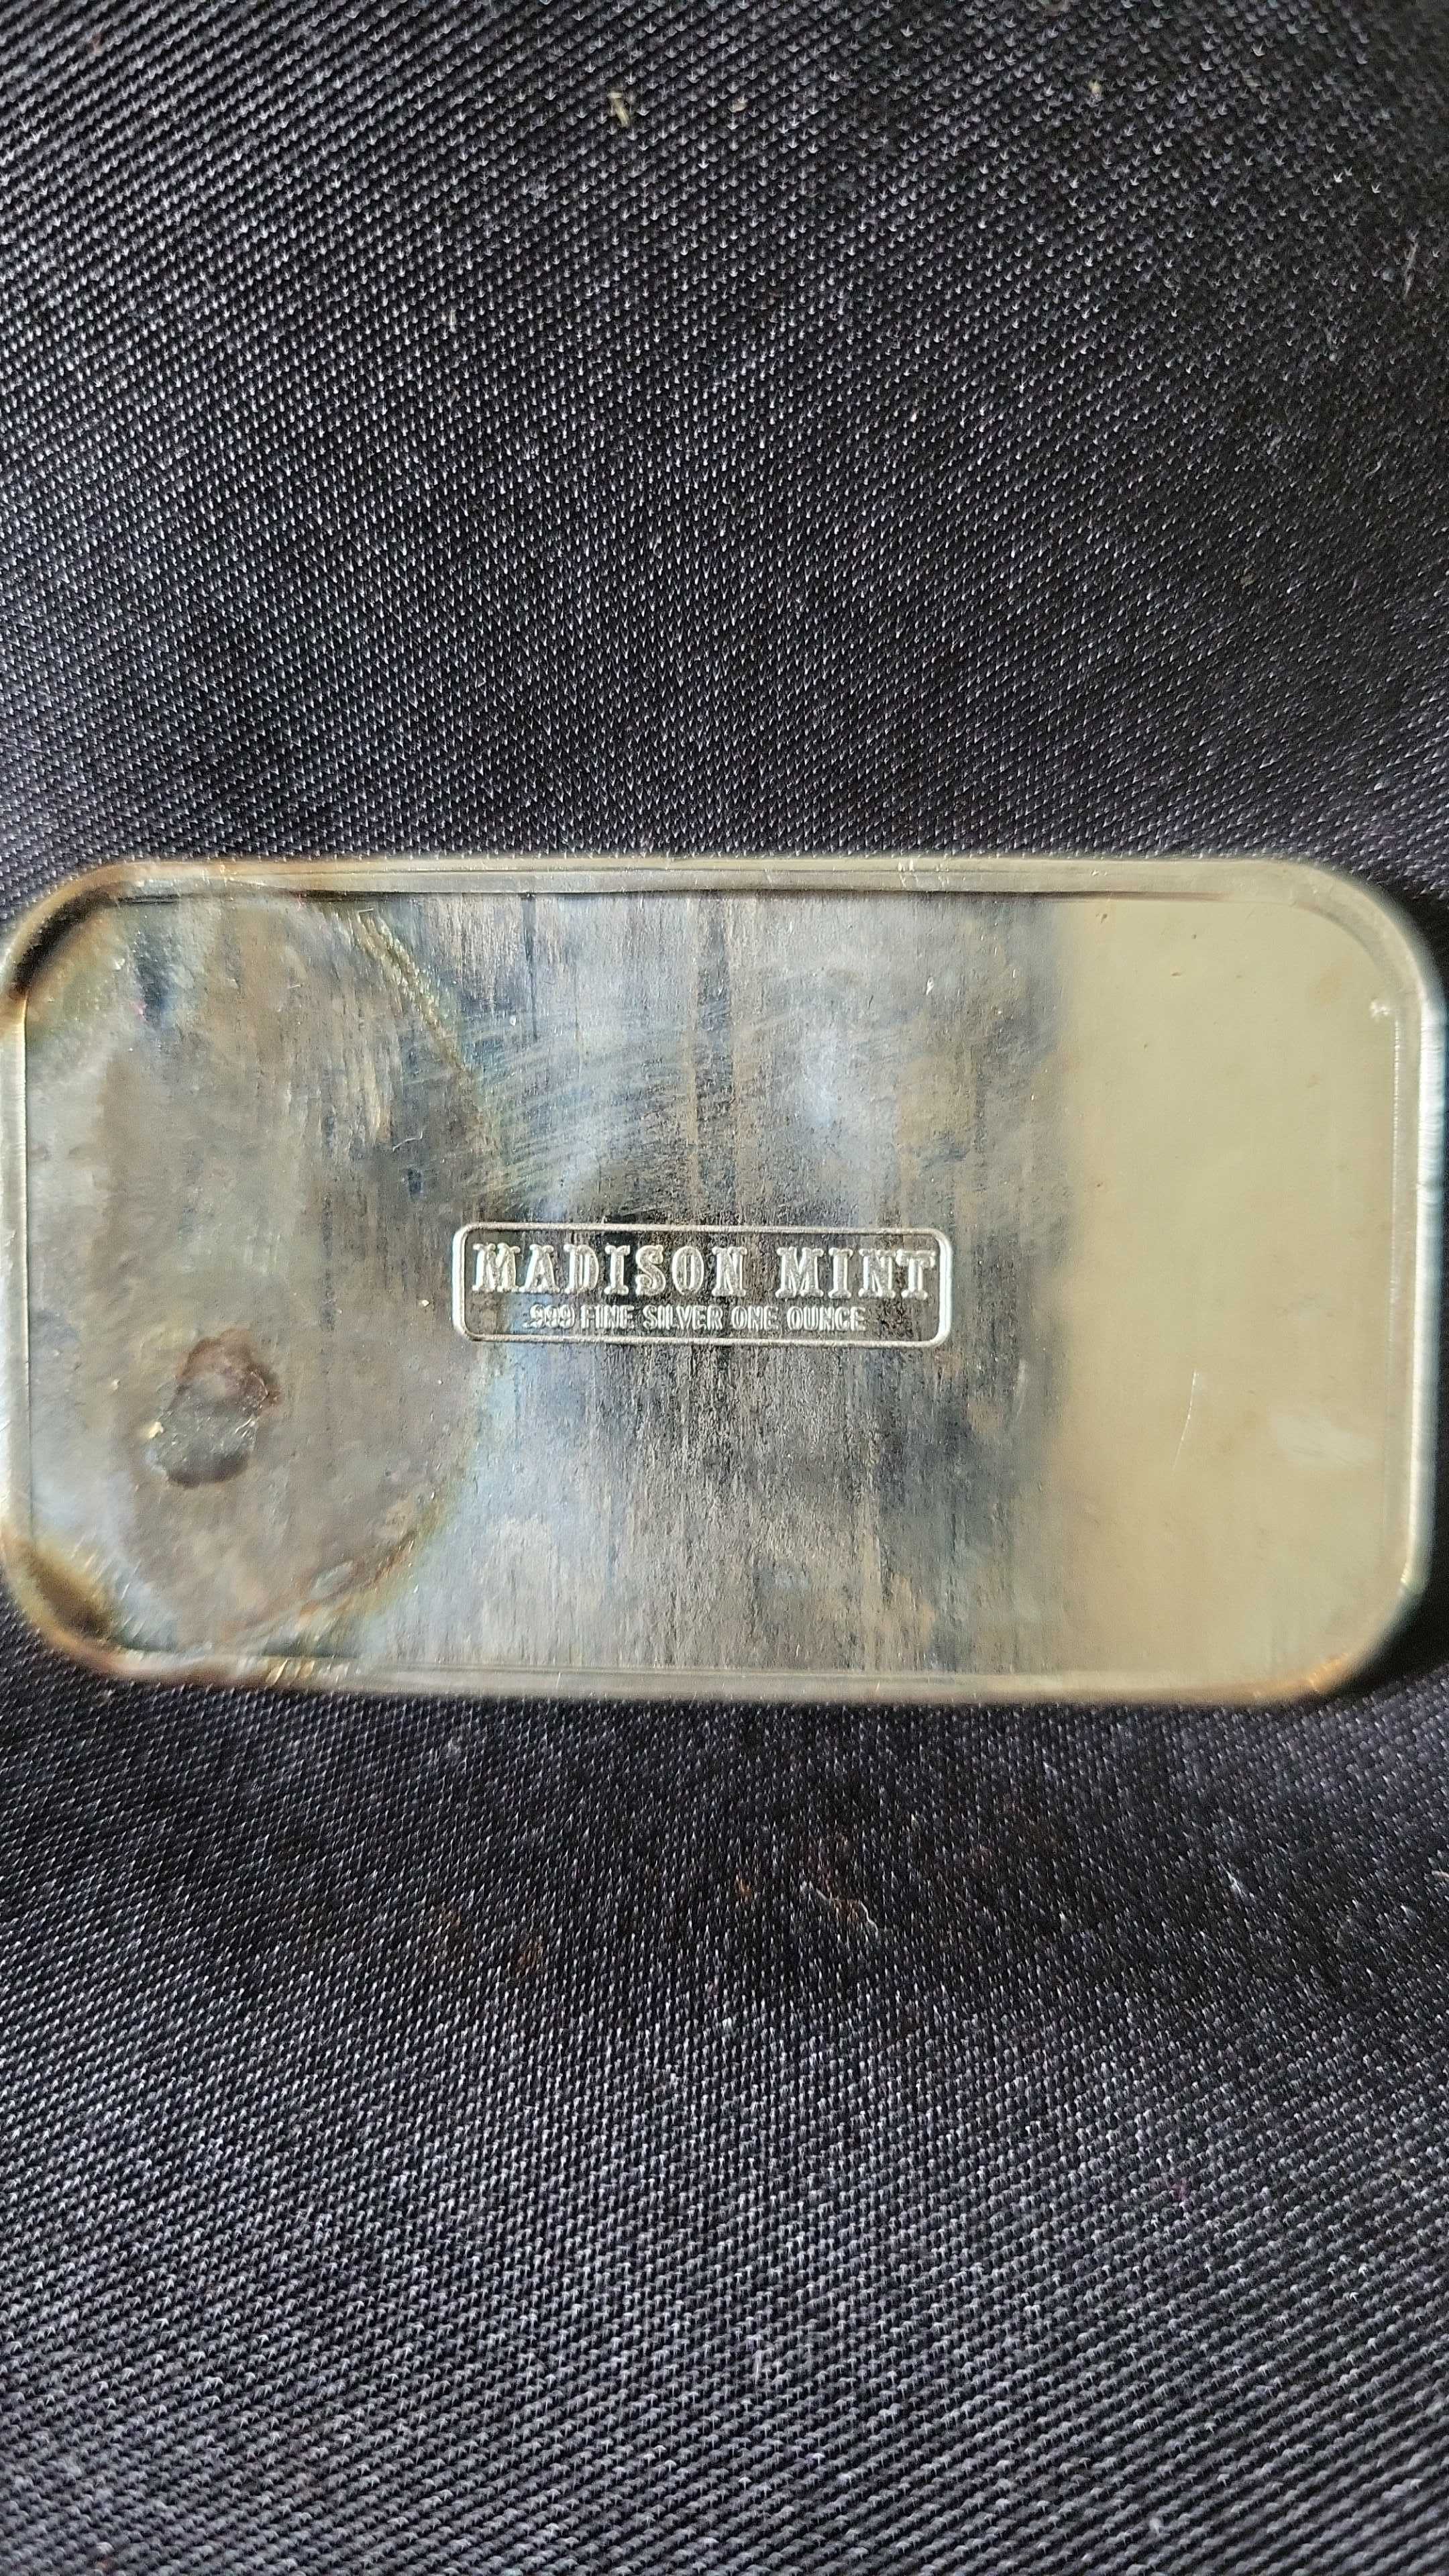 MADISON MINT
.999 FINE SILVER ONE OUNCE